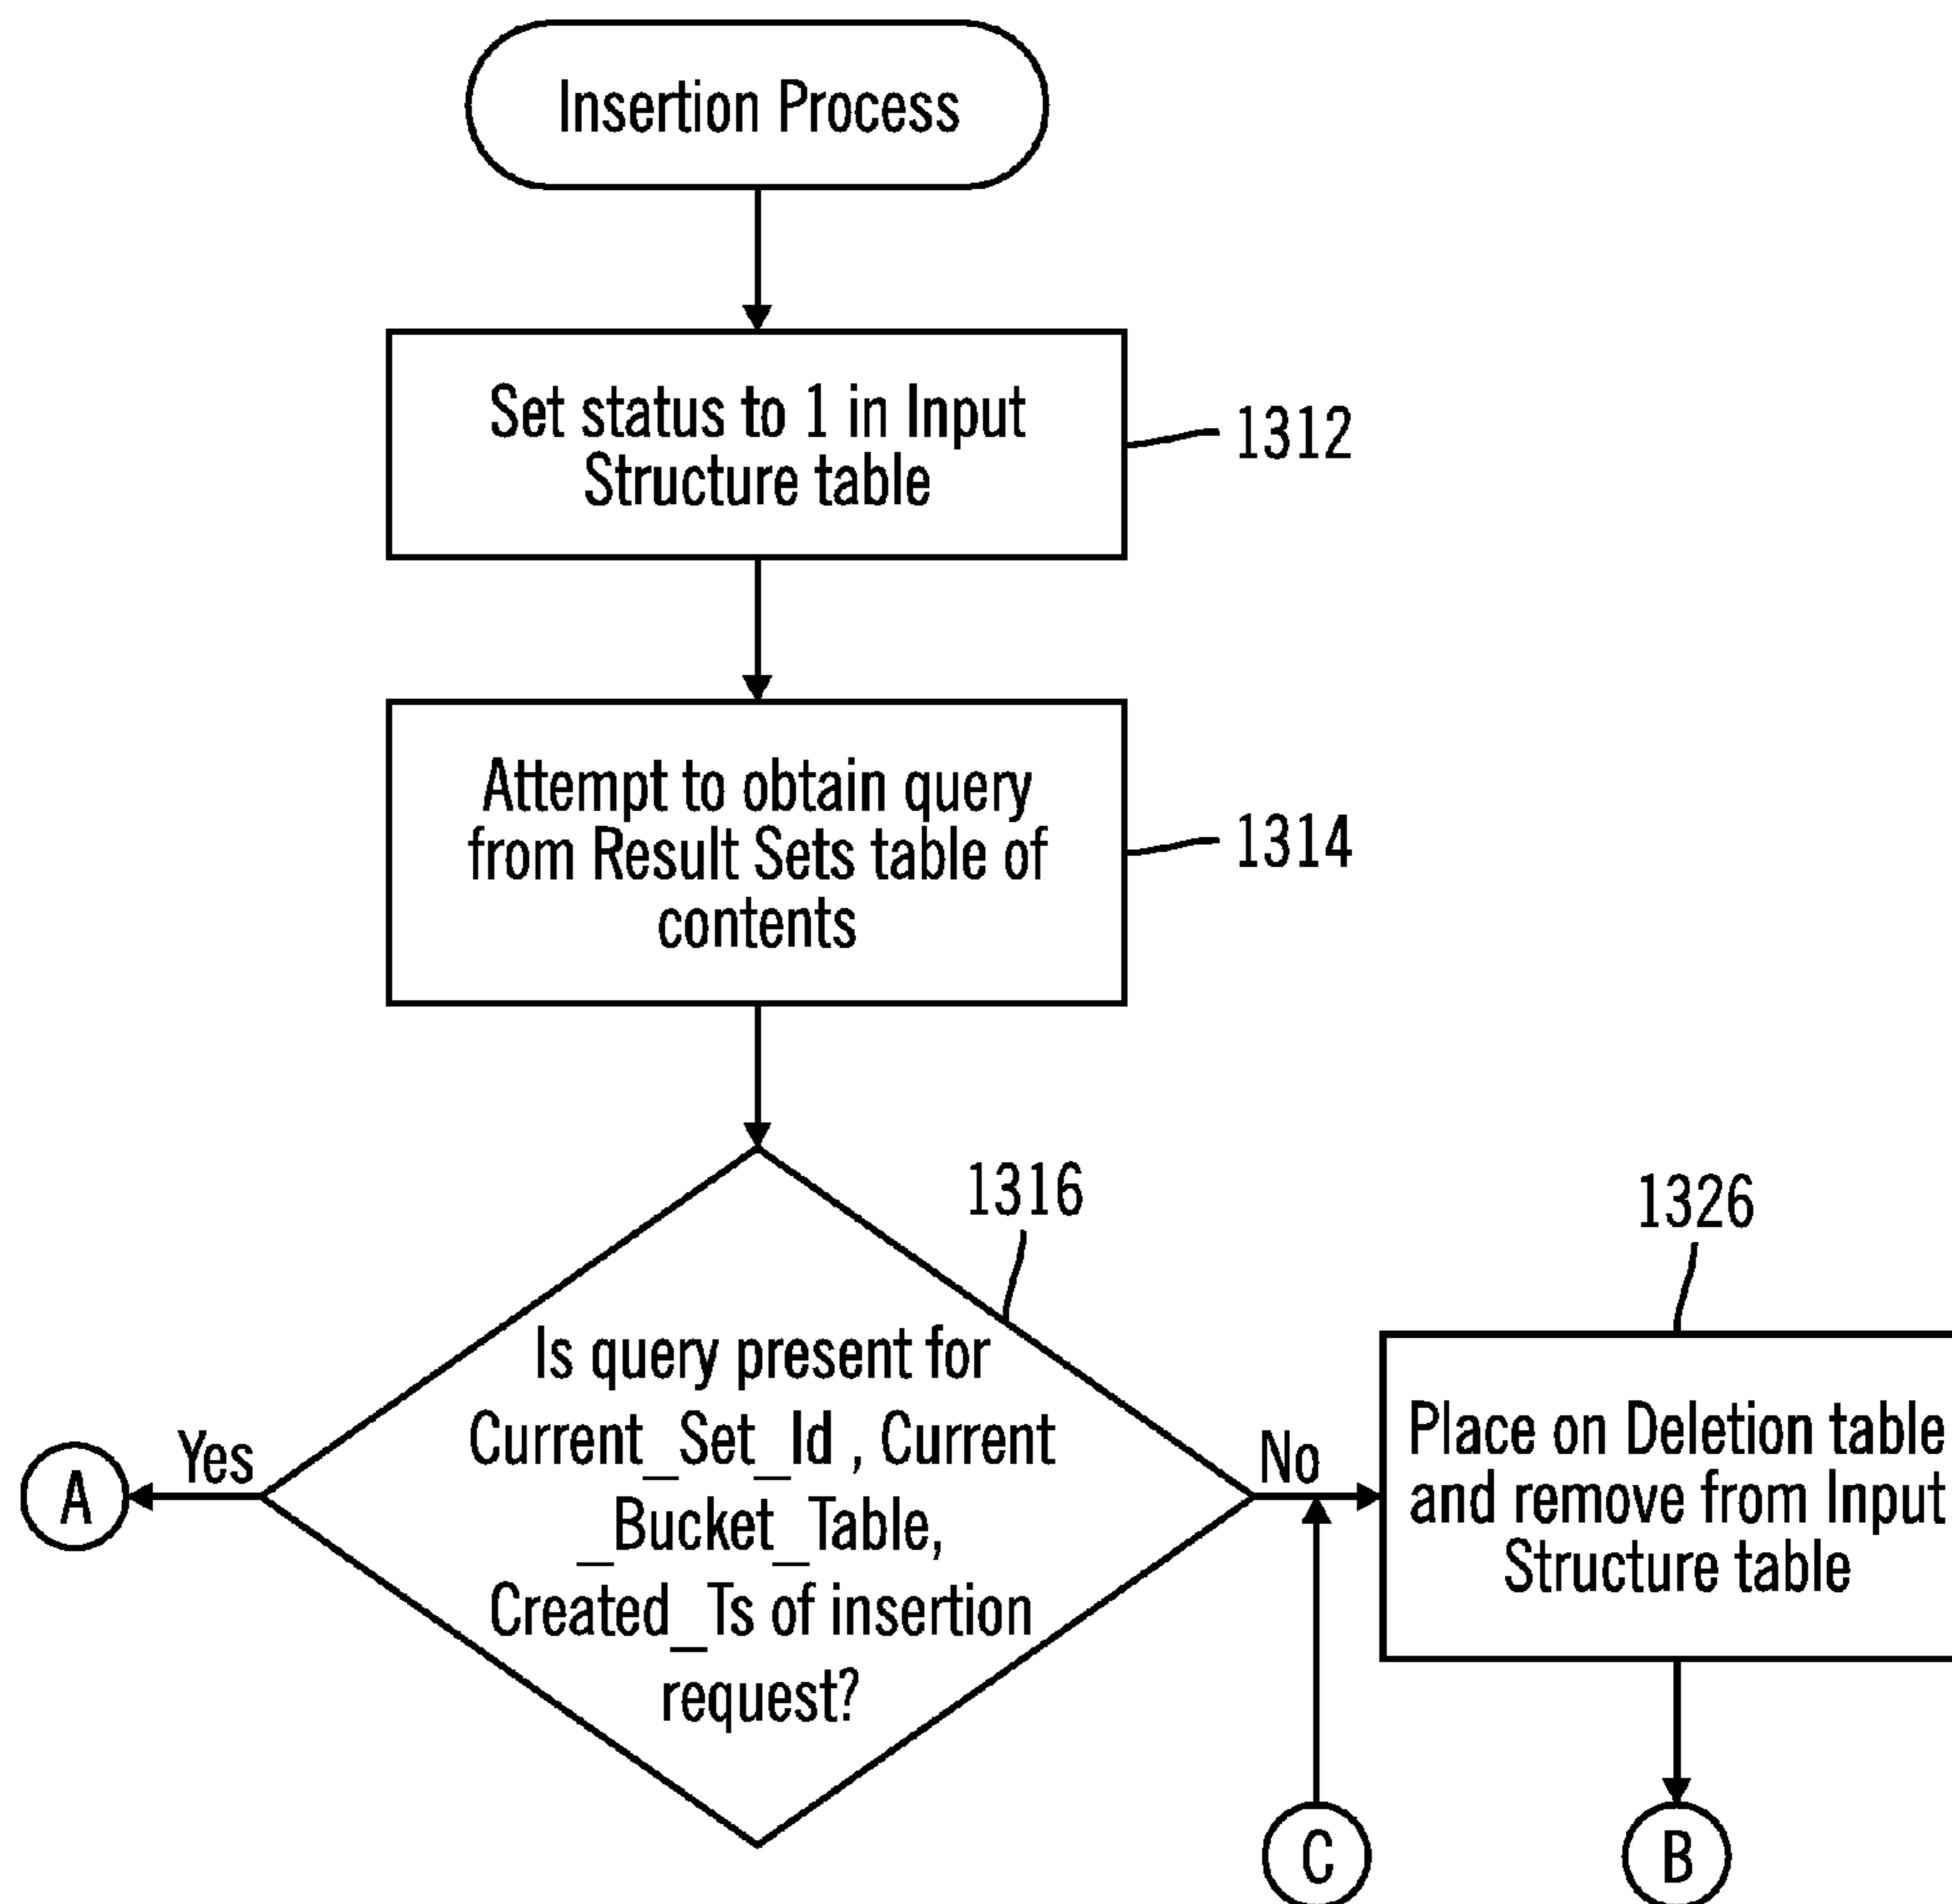 Insertion Process
Set status to 1 in Input
Structure table
1312
Attempt to obtain query
from Result Sets table of
contents
1314
1316
Is query present for
Current_Set_Id , Current
_Bucket_Table,
Created_Ts of insertion
request?
Yes
A
No
1326
Place on Deletion table
and remove from Input
Structure table
C
B